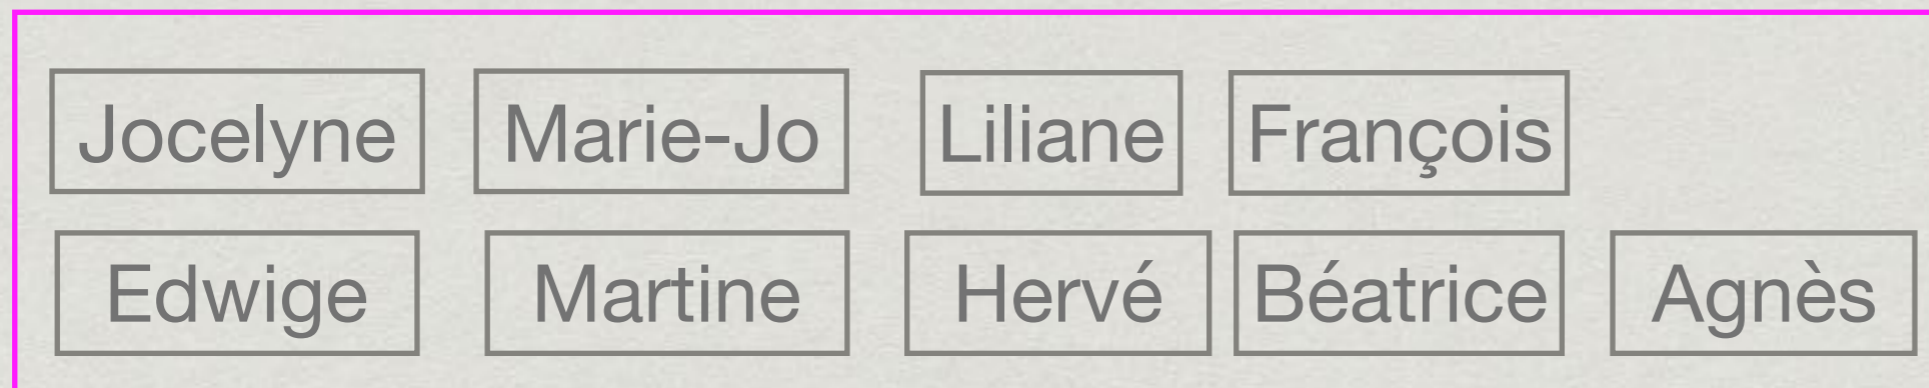 Jocelyne Marie-Jo Liliane François
Edwige Martine Hervé Béatrice Agnès